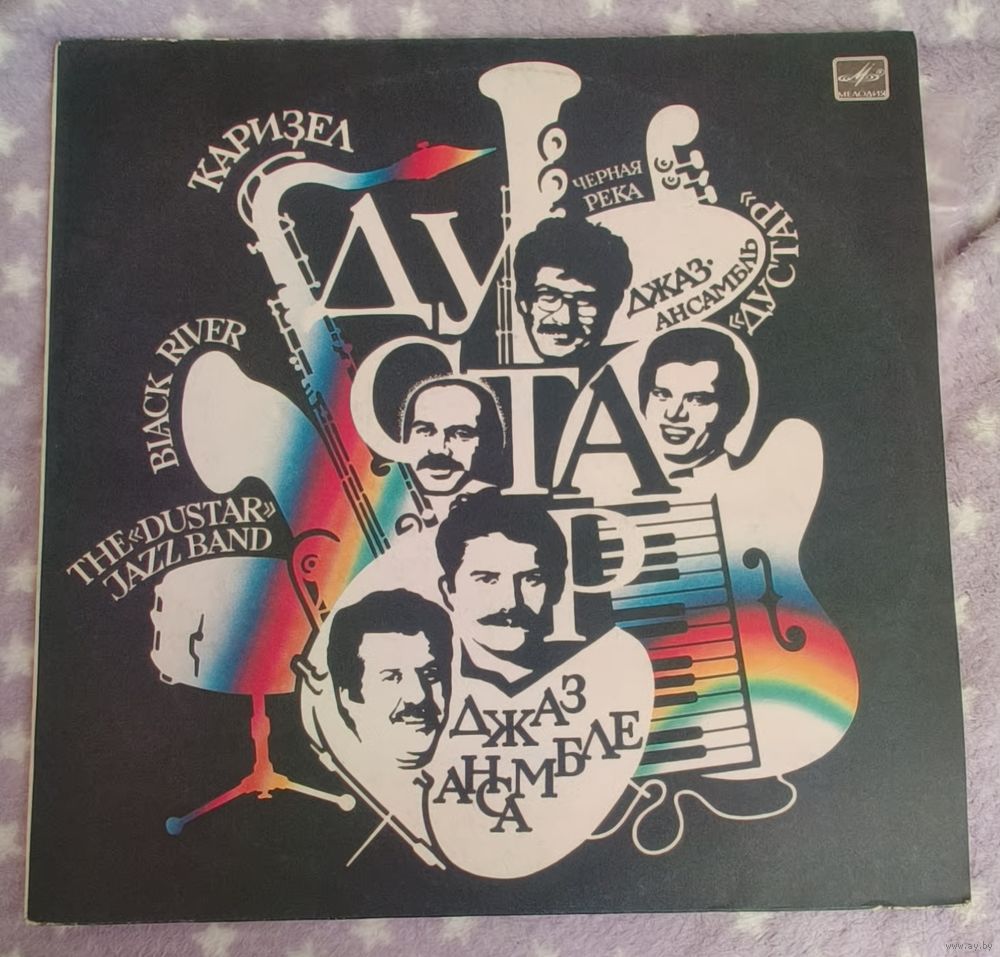 МЕЛОДИЯ
КАРИЗЕЛ
ЧЕРНАЯ
РЕКА
ДУ
СТА
Р
ДЖАЗ·
АНСАМБЛЬ
«ДУСТАР»
BLACK RIVER
THE «DUSTAR»
JAZZ BAND
ДЖАЗ
АНСАМБЛЕ
www.ay.by